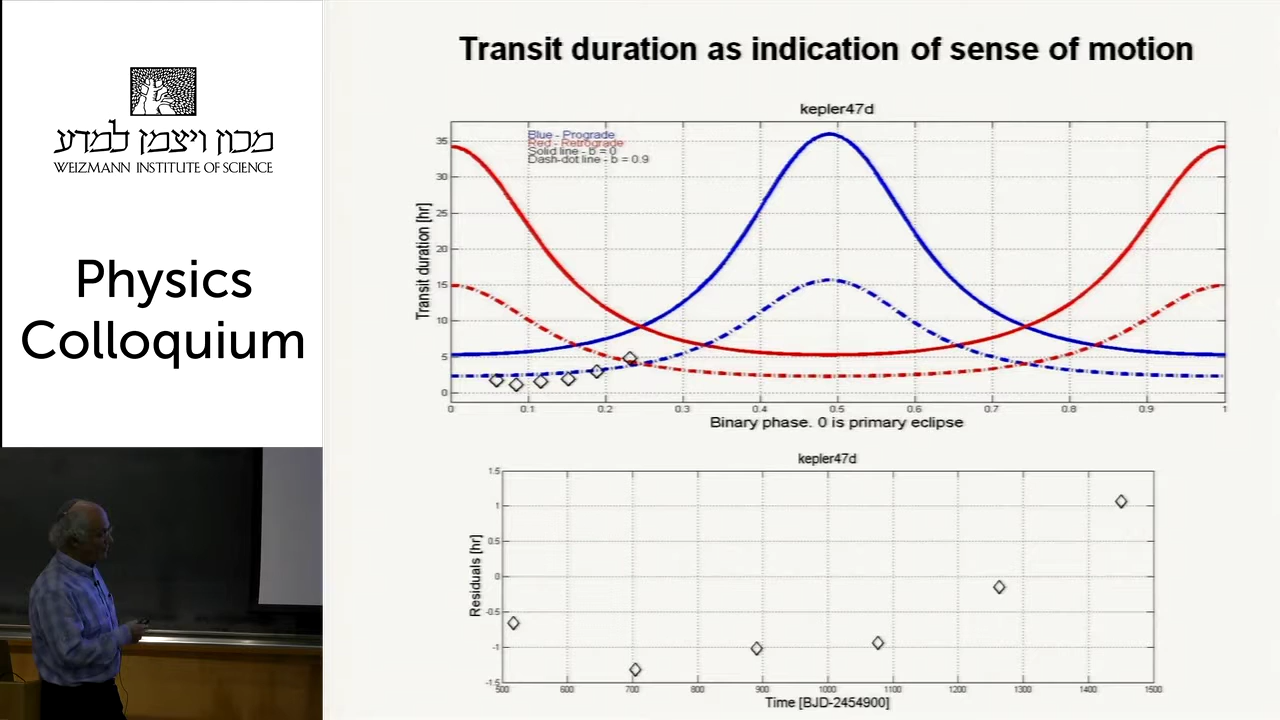 מכון ויצמן למדע
WEIZMANN INSTITUTE OF SCIENCE
Physics
Colloquium
Transit duration as indication of sense of motion
kepler47d
Blue - Prograde
Red - Retrograde
Solid line - b = 0
Dash-dot line - b = 0.9
35
30
25
20
15
10
5
0
Transit duration [hr]
0 0.1 0.2 0.3 0.4 0.5 0.6 0.7 0.8 0.9 1
Binary phase. 0 is primary eclipse
kepler47d
1.5
1
0.5
0
-0.5
-1
-1.5
Residuals [hr]
500 600 700 800 900 1000 1100 1200 1300 1400 1500
Time [BJD-2454900]